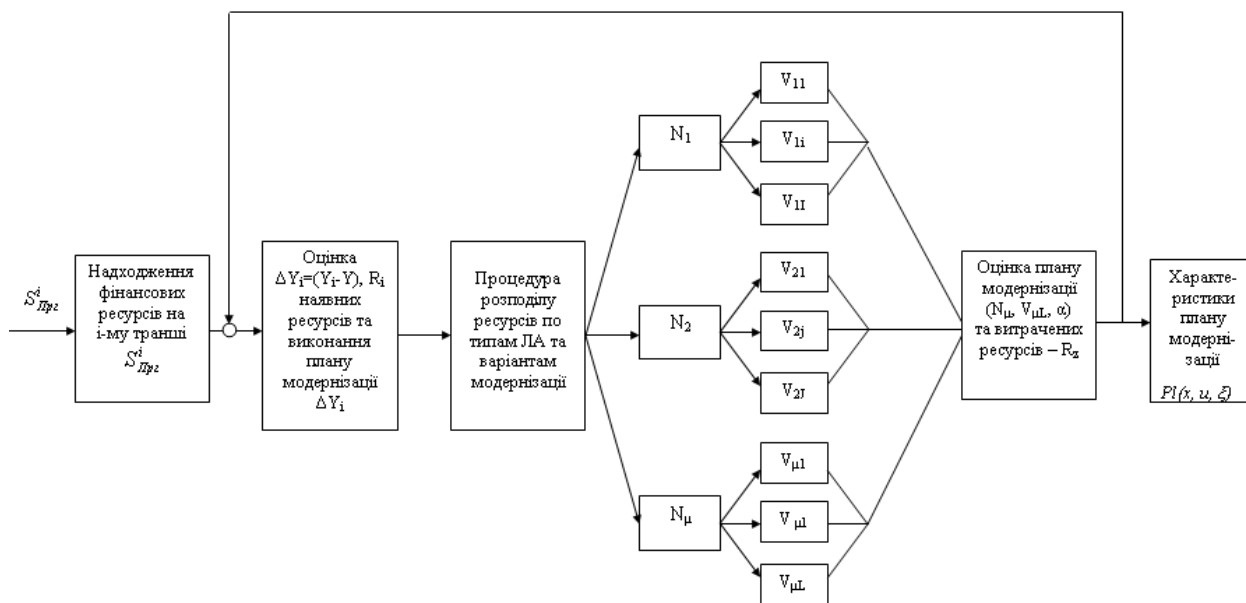 S^i_Прг
Надходження
фінансових
ресурсів на
і-му транші
S^i_Прг
Оцінка
ΔY_i=(Y_i-Y), R_i
наявних
ресурсів та
виконання
плану
модернізації
ΔY_i
Процедура
розподілу
ресурсів по
типам ЛА та
варіантам
модернізації
N_1
V_11
V_1i
V_1I
N_2
V_21
V_2j
V_2J
N_μ
V_μ1
V_μl
V_μL
Оцінка плану
модернізації
(N_μ, V_μL, α)
та витрачених
ресурсів – R_z
Характе-
ристики
плану
модерні-
зації
Pl(x, u, ξ)